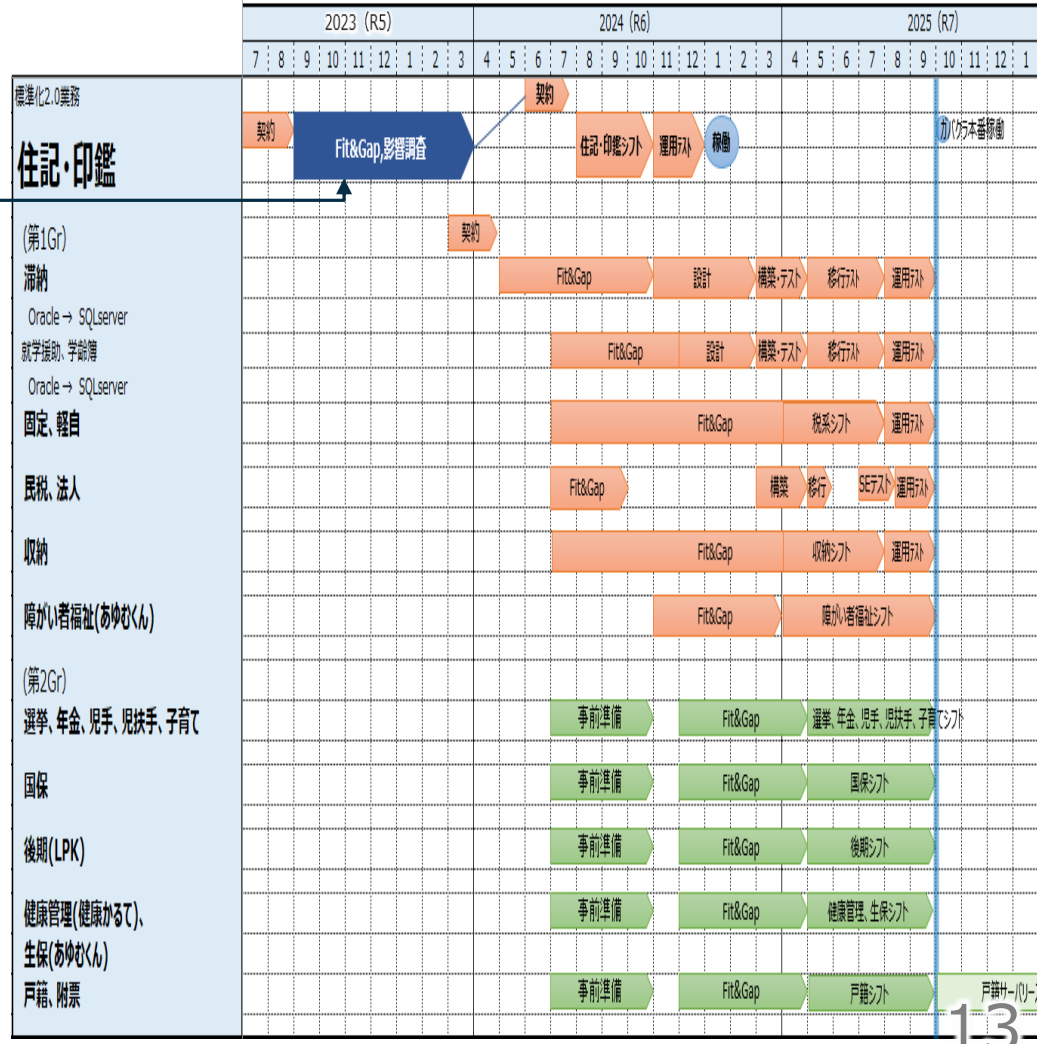 2023 (R5) 2024 (R6) 2025 (R7)
7 8 9 10 11 12 1 2 3 4 5 6 7 8 9 10 11 12 1 2 3 4 5 6 7 8 9 10 11 12 1
標準化2.0業務
契約
住記・印鑑
契約 Fit&Gap,影響調査 住記・印鑑シフト 運用テスト 稼働 ガバクラ本番稼働
(第1Gr)
契約
滞納
Fit&Gap 設計 構築・テスト 移行テスト 運用テスト
Oracle → SQLserver
就学援助、学齢簿
Fit&Gap 設計 構築・テスト 移行テスト 運用テスト
Oracle → SQLserver
固定、軽自
Fit&Gap 税系シフト 運用テスト
民税、法人
Fit&Gap 構築 移行 SEテスト 運用テスト
収納
Fit&Gap 収納シフト 運用テスト
障がい者福祉(あゆむくん)
Fit&Gap 障がい者福祉シフト
(第2Gr)
選挙、年金、児手、児扶手、子育て
事前準備 Fit&Gap 選挙、年金、児手、児扶手、子育てシフト
国保
事前準備 Fit&Gap 国保シフト
後期(LPK)
事前準備 Fit&Gap 後期シフト
健康管理(健康かるて)、
事前準備 Fit&Gap 健康管理、生保シフト
生保(あゆむくん)
戸籍、附票
事前準備 Fit&Gap 戸籍シフト 戸籍サーバリース
13